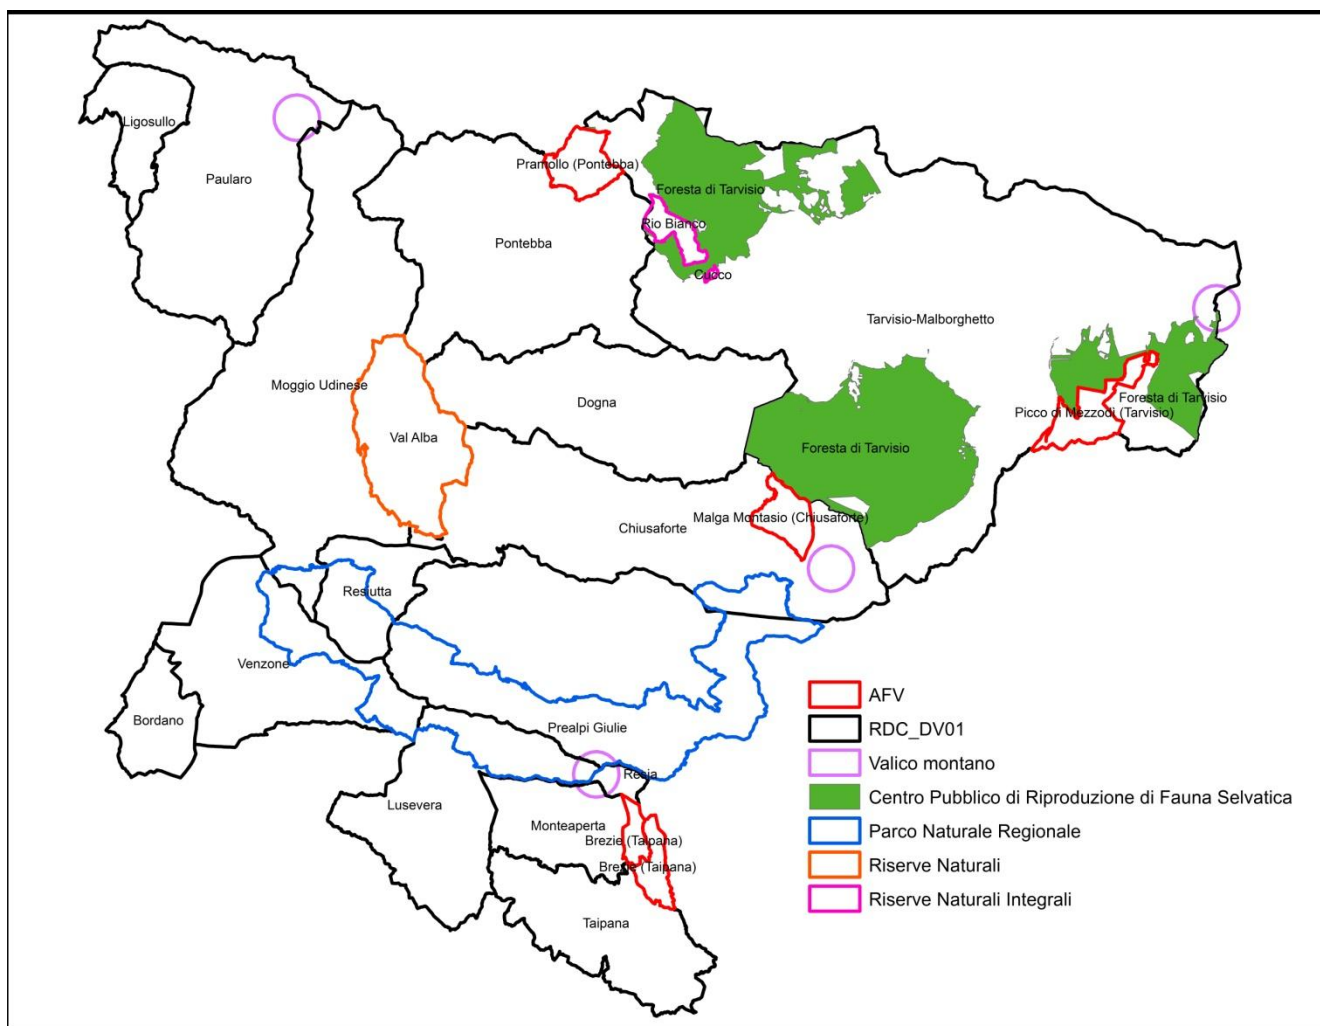 Ligosullo
Paularo
Pramollo (Pontebba)
Foresta di Tarvisio
Rio Bianco
Pontebba
Cucco
Tarvisio-Malborghetto
Moggio Udinese
Dogna
Foresta di Tarvisio
Picco di Mezzodì (Tarvisio)
Val Alba
Foresta di Tarvisio
Malga Montasio (Chiusaforte)
Chiusaforte
Resiutta
Venzone
Bordano
Prealpi Giulie
Resia
Lusevera
Monteaperta
Brezie (Taipana)
Brezie (Taipana)
Taipana
AFV
RDC_DV01
Valico montano
Centro Pubblico di Riproduzione di Fauna Selvatica
Parco Naturale Regionale
Riserve Naturali
Riserve Naturali Integrali